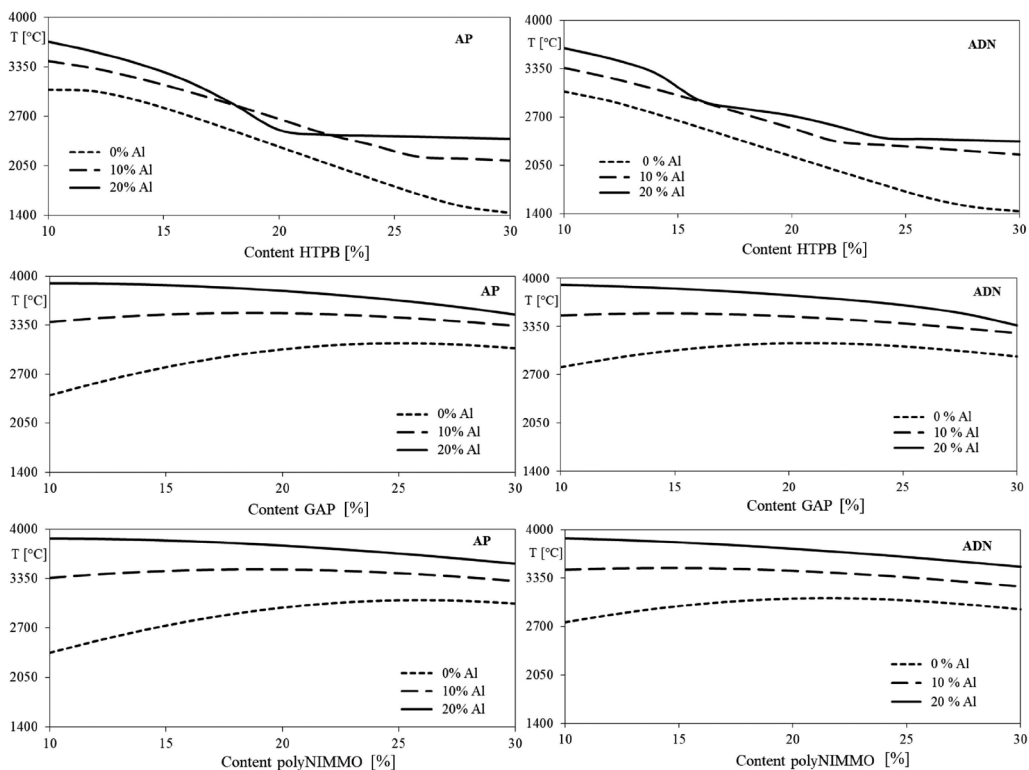 4000
T [°C]
3350
2700
2050
1400
AP
0% Al
10% Al
20% Al
10 15 20 25 30
Content HTPB [%]
4000
T [°C]
3350
2700
2050
1400
ADN
0 % Al
10 % Al
20 % Al
10 15 20 25 30
Content HTPB [%]
4000
T [°C]
3350
2700
2050
1400
AP
0% Al
10% Al
20% Al
10 15 20 25 30
Content GAP [%]
4000
T [°C]
3350
2700
2050
1400
ADN
0 % Al
10 % Al
20 % Al
10 15 20 25 30
Content GAP [%]
4000
T [°C]
3350
2700
2050
1400
AP
0% Al
10% Al
20% Al
10 15 20 25 30
Content polyNIMMO [%]
4000
T [°C]
3350
2700
2050
1400
ADN
0 % Al
10 % Al
20 % Al
10 15 20 25 30
Content polyNIMMO [%]